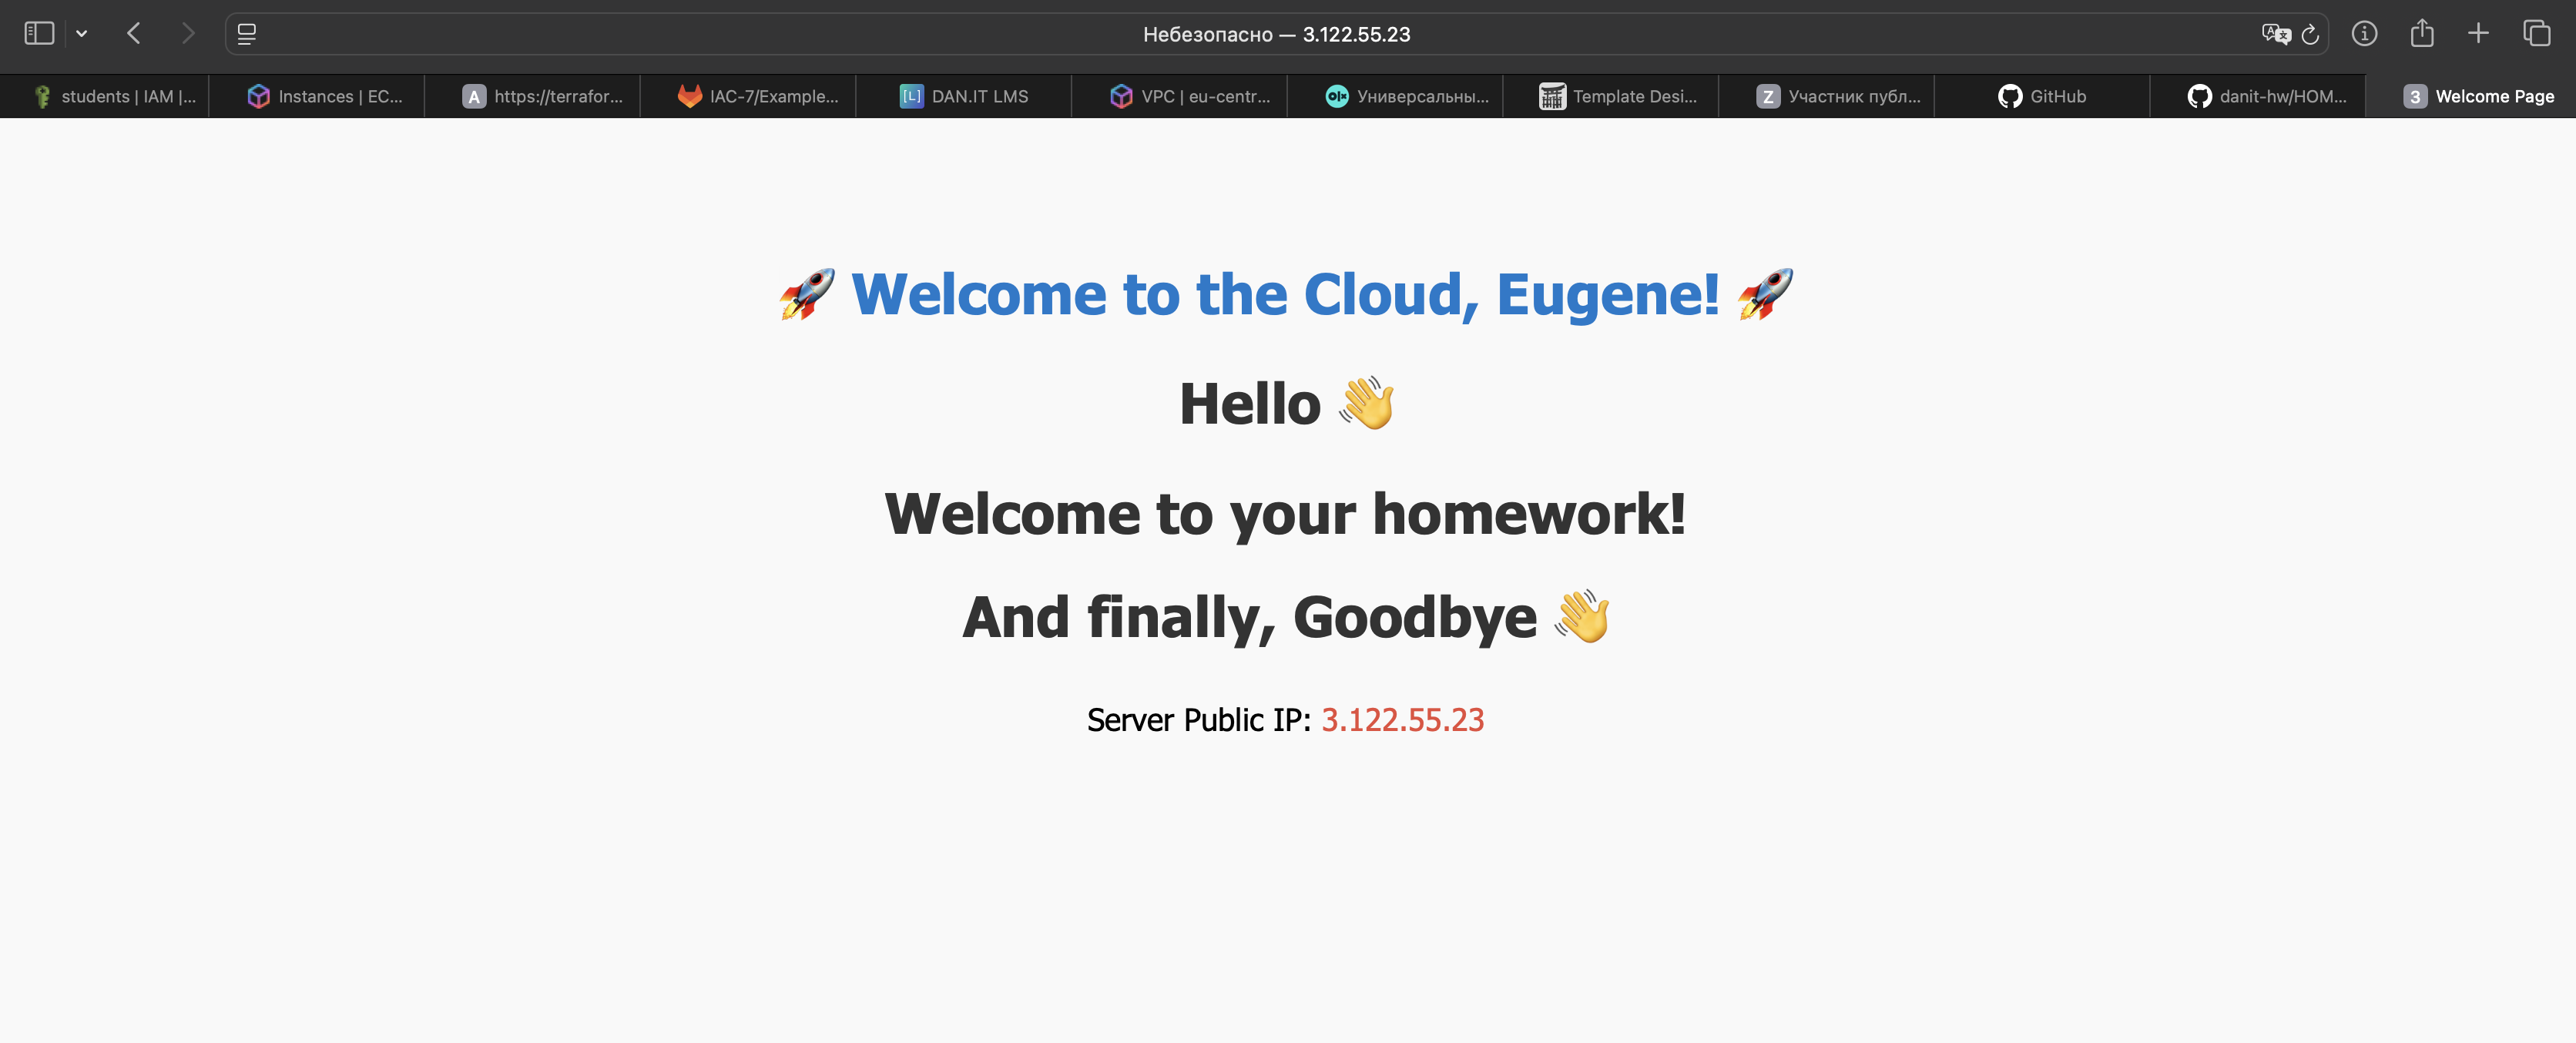 Небезопасно — 3.122.55.23
students | IAM |...
Instances | EC...
A https://terrafor...
IAC-7/Example...
[L] DAN.IT LMS
VPC | eu-centr...
olx Универсальны...
Template Desi...
Z Участник публ...
GitHub
danit-hw/HOM...
3 Welcome Page
🚀 Welcome to the Cloud, Eugene! 🚀
Hello 👋
Welcome to your homework!
And finally, Goodbye 👋
Server Public IP: 3.122.55.23